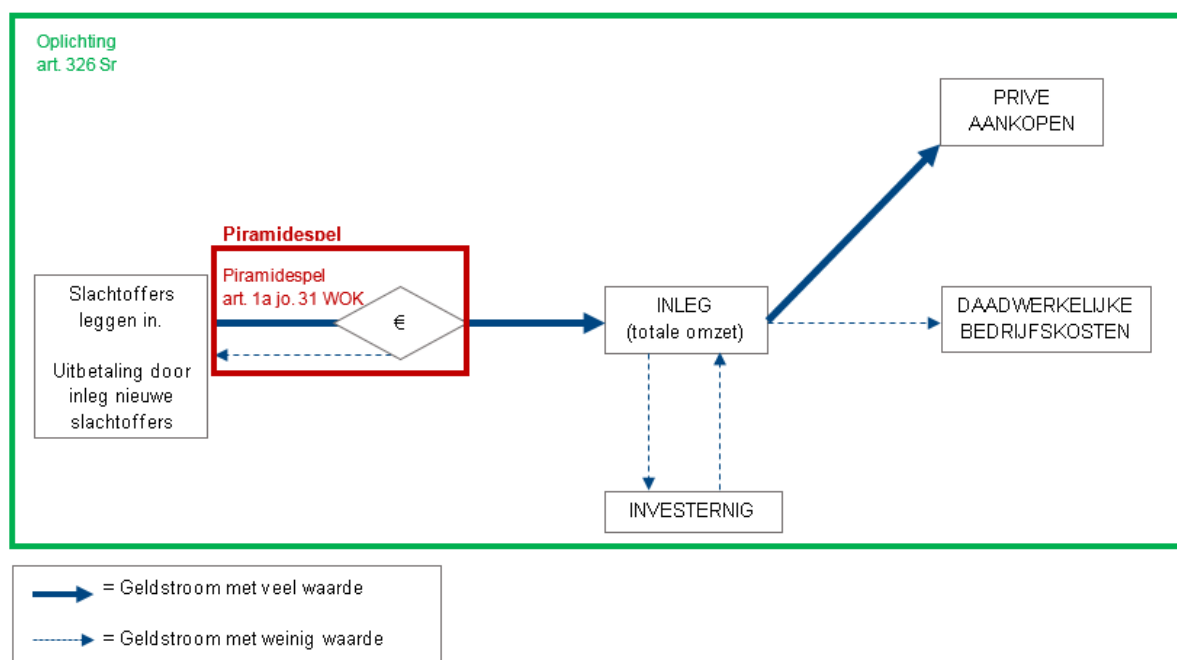 Oplichting
art. 326 Sr
PRIVE
AANKOPEN
Piramidespel
Piramidespel
art. 1a jo. 31 WOK
Slachtoffers
leggen in.
Uitbetaling door
inleg nieuwe
slachtoffers
€
INLEG
(totale omzet)
DAADWERKELIJKE
BEDRIJFSKOSTEN
INVESTERNIG
= Geldstroom met veel waarde
= Geldstroom met weinig waarde